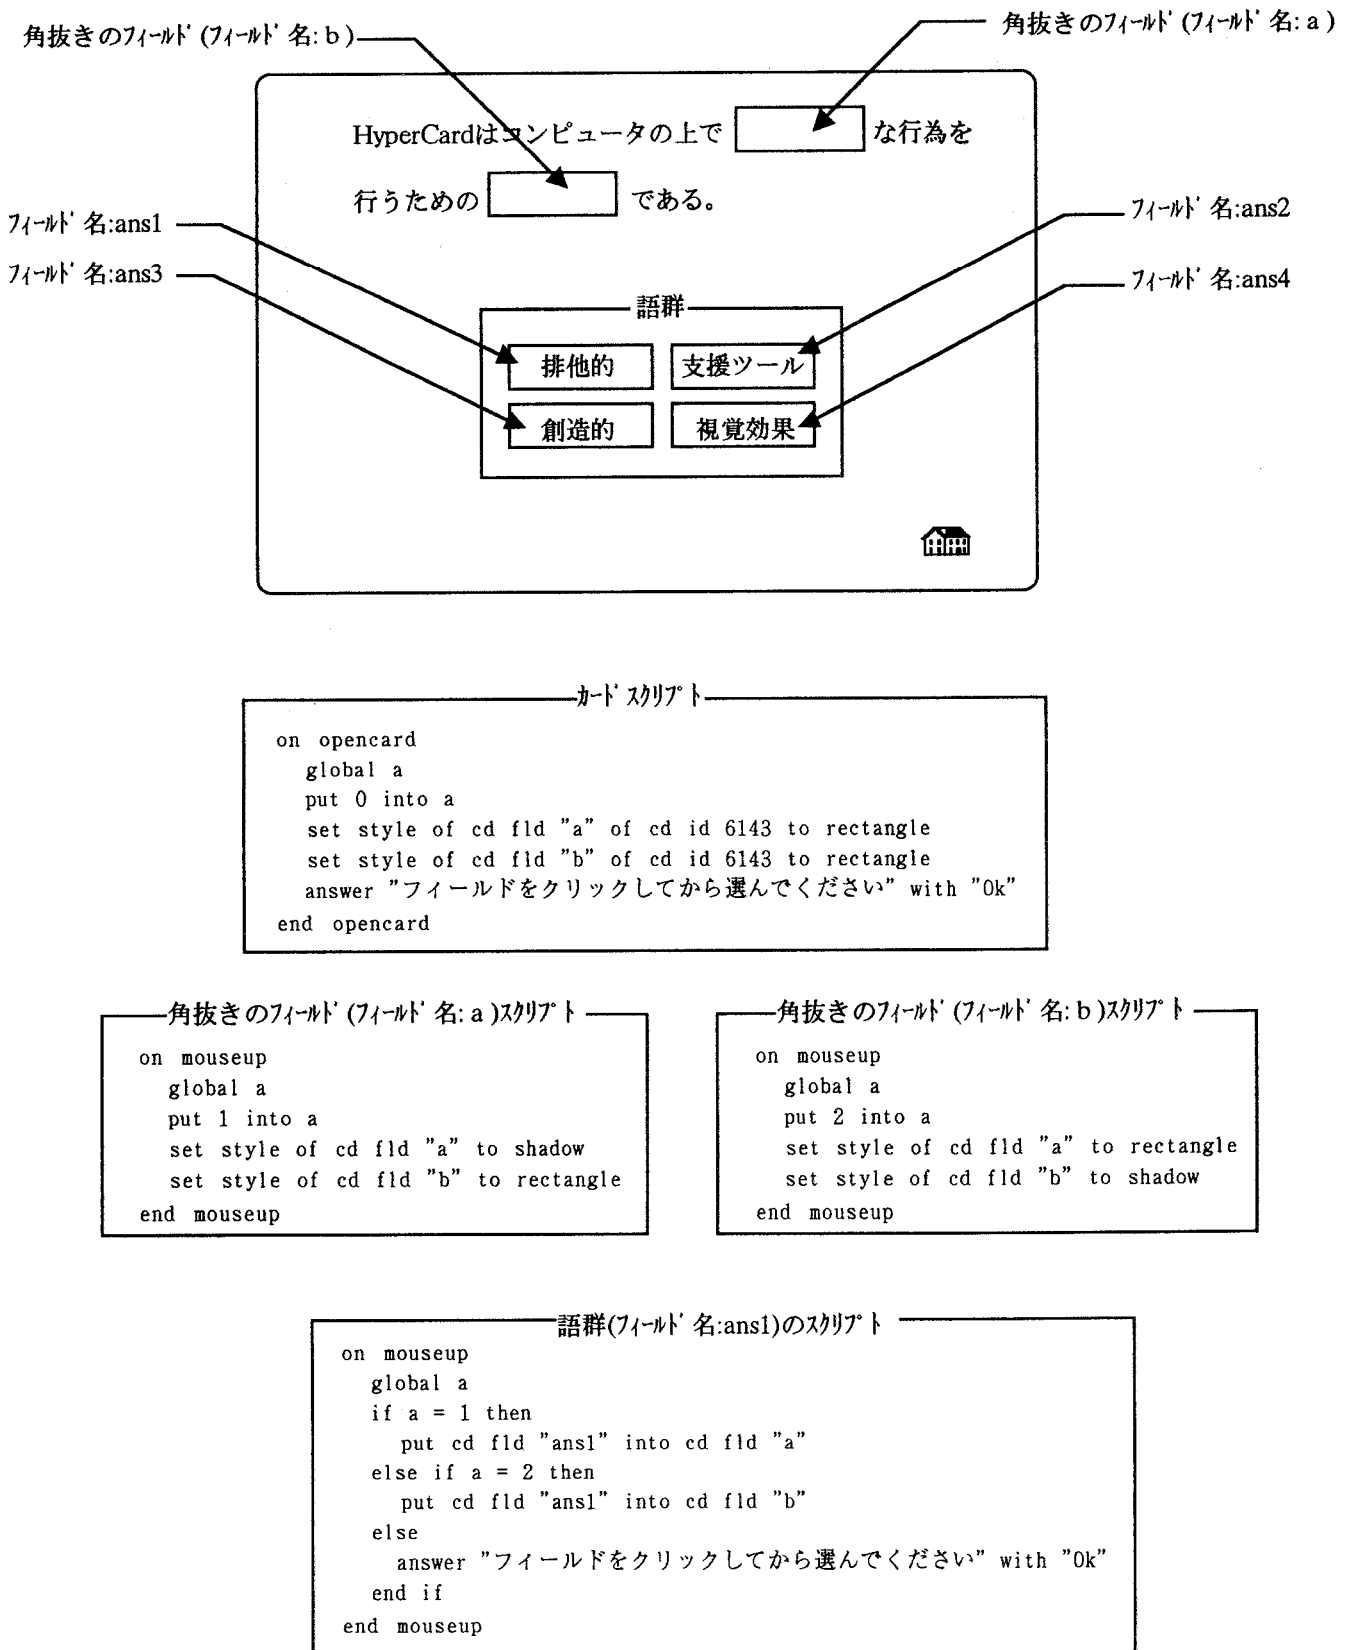 角抜きのﾌｨｰﾙﾄﾞ(ﾌｨｰﾙﾄﾞ名:b)
角抜きのﾌｨｰﾙﾄﾞ(ﾌｨｰﾙﾄﾞ名:a)
HyperCardはコンピュータの上で な行為を
行うための である。
ﾌｨｰﾙﾄﾞ名:ans1
ﾌｨｰﾙﾄﾞ名:ans2
ﾌｨｰﾙﾄﾞ名:ans3
ﾌｨｰﾙﾄﾞ名:ans4
語群
排他的 支援ツール
創造的 視覚効果
ｶｰﾄﾞｽｸﾘﾌﾟﾄ
on opencard
global a
put 0 into a
set style of cd fld "a" of cd id 6143 to rectangle
set style of cd fld "b" of cd id 6143 to rectangle
answer "フィールドをクリックしてから選んでください" with "Ok"
end opencard
角抜きのﾌｨｰﾙﾄﾞ(ﾌｨｰﾙﾄﾞ名:a)ｽｸﾘﾌﾟﾄ
on mouseup
global a
put 1 into a
set style of cd fld "a" to shadow
set style of cd fld "b" to rectangle
end mouseup
角抜きのﾌｨｰﾙﾄﾞ(ﾌｨｰﾙﾄﾞ名:b)ｽｸﾘﾌﾟﾄ
on mouseup
global a
put 2 into a
set style of cd fld "a" to rectangle
set style of cd fld "b" to shadow
end mouseup
語群(ﾌｨｰﾙﾄﾞ名:ans1)のｽｸﾘﾌﾟﾄ
on mouseup
global a
if a = 1 then
put cd fld "ans1" into cd fld "a"
else if a = 2 then
put cd fld "ans1" into cd fld "b"
else
answer "フィールドをクリックしてから選んでください" with "Ok"
end if
end mouseup